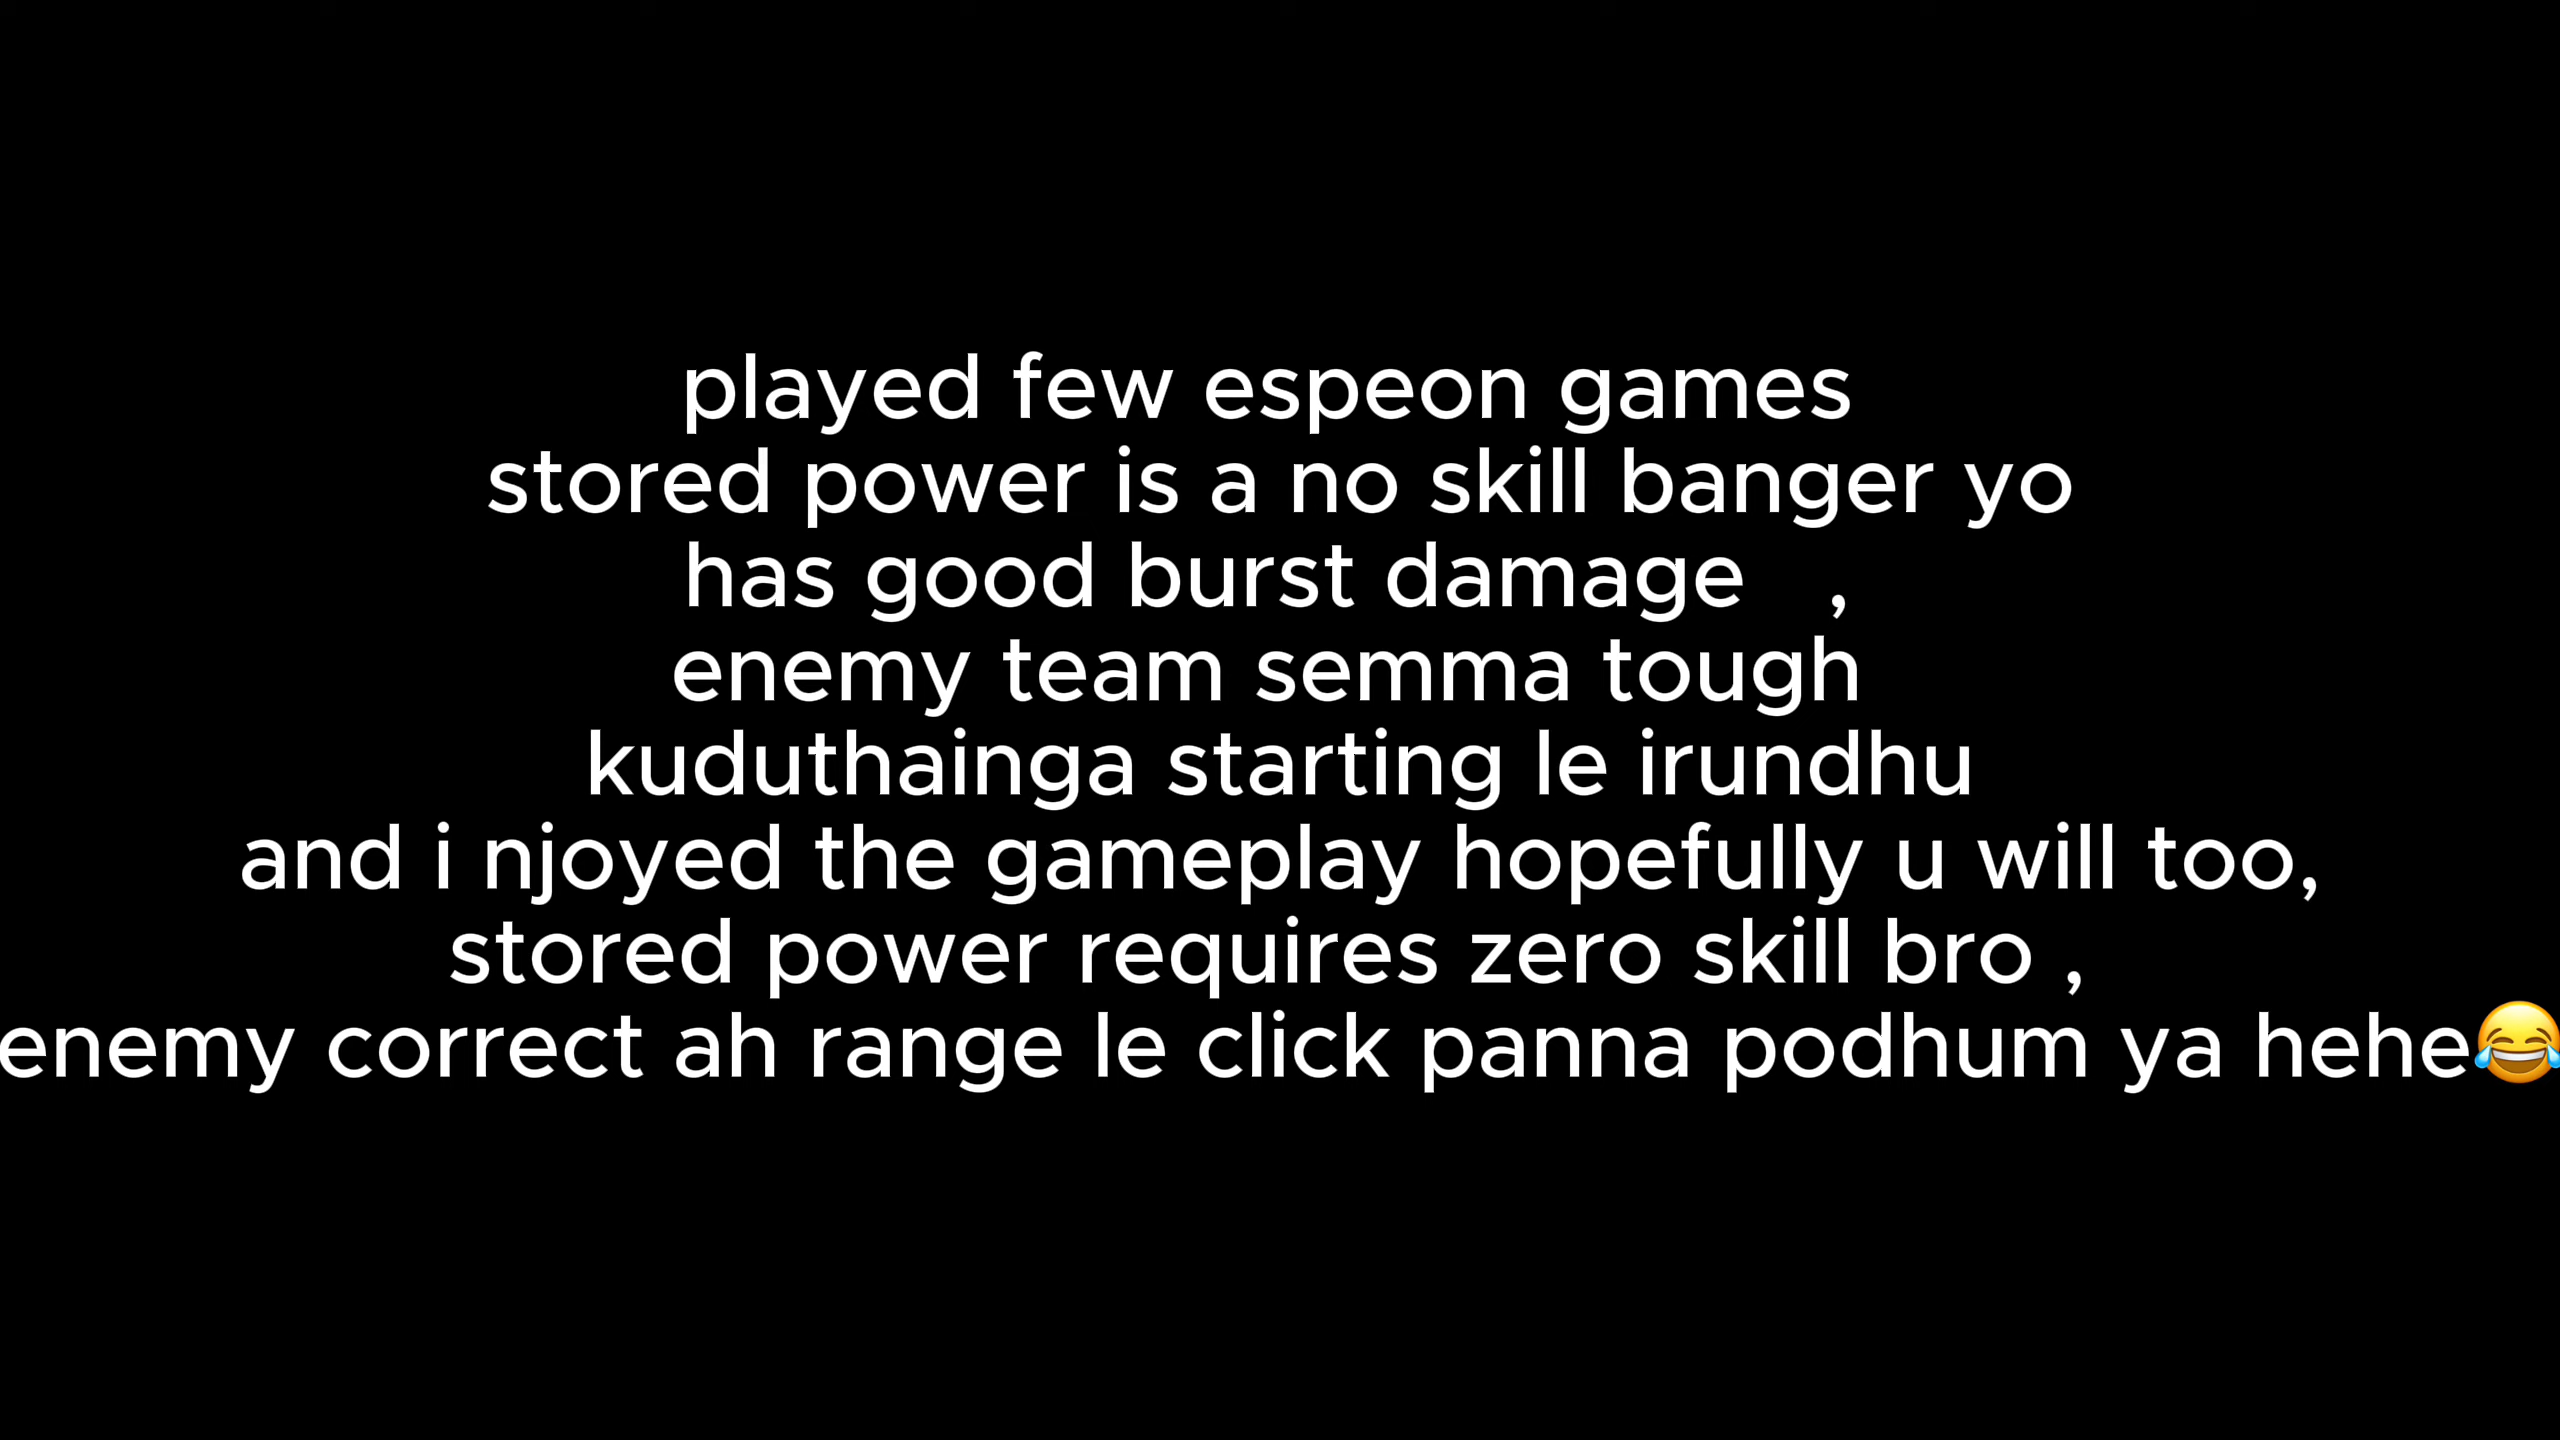 played few espeon games
stored power is a no skill banger yo
has good burst damage   ,
enemy team semma tough
kuduthainga starting le irundhu
and i njoyed the gameplay hopefully u will too,
stored power requires zero skill bro ,
enemy correct ah range le click panna podhum ya hehe😂